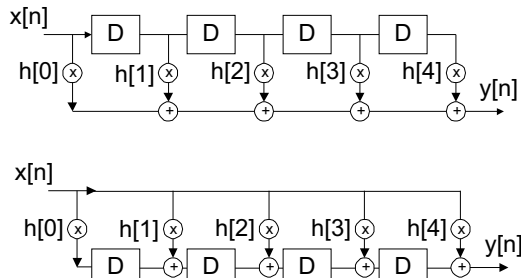 x[n]
D D D D
h[0] x h[1] x h[2] x h[3] x h[4] x
+ + + + y[n]
x[n]
h[0] x h[1] x h[2] x h[3] x h[4] x
D + D + D + D + y[n]